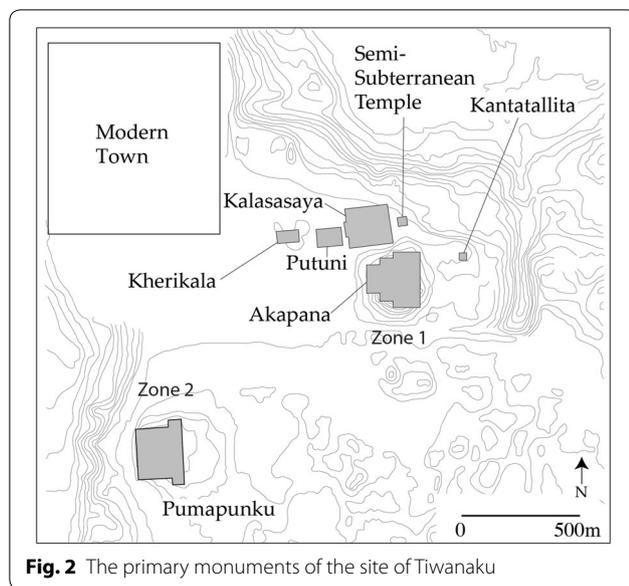 Semi-
Subterranean
Temple
Kantatallita
Modern
Town
Kalasasaya
Kherikala
Putuni
Akapana
Zone 1
Zone 2
Pumapunku
N
0 500m
Fig. 2 The primary monuments of the site of Tiwanaku